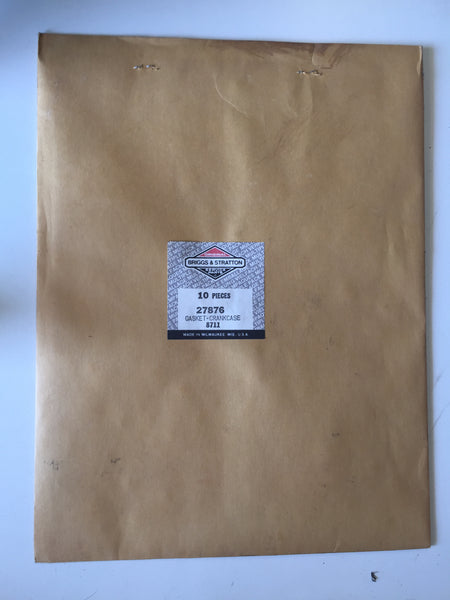 BRIGGS & STRATTON
10 PIECES
27876
GASKET-CRANKCASE
8711
MADE IN MILWAUKEE, WIS., U.S.A.